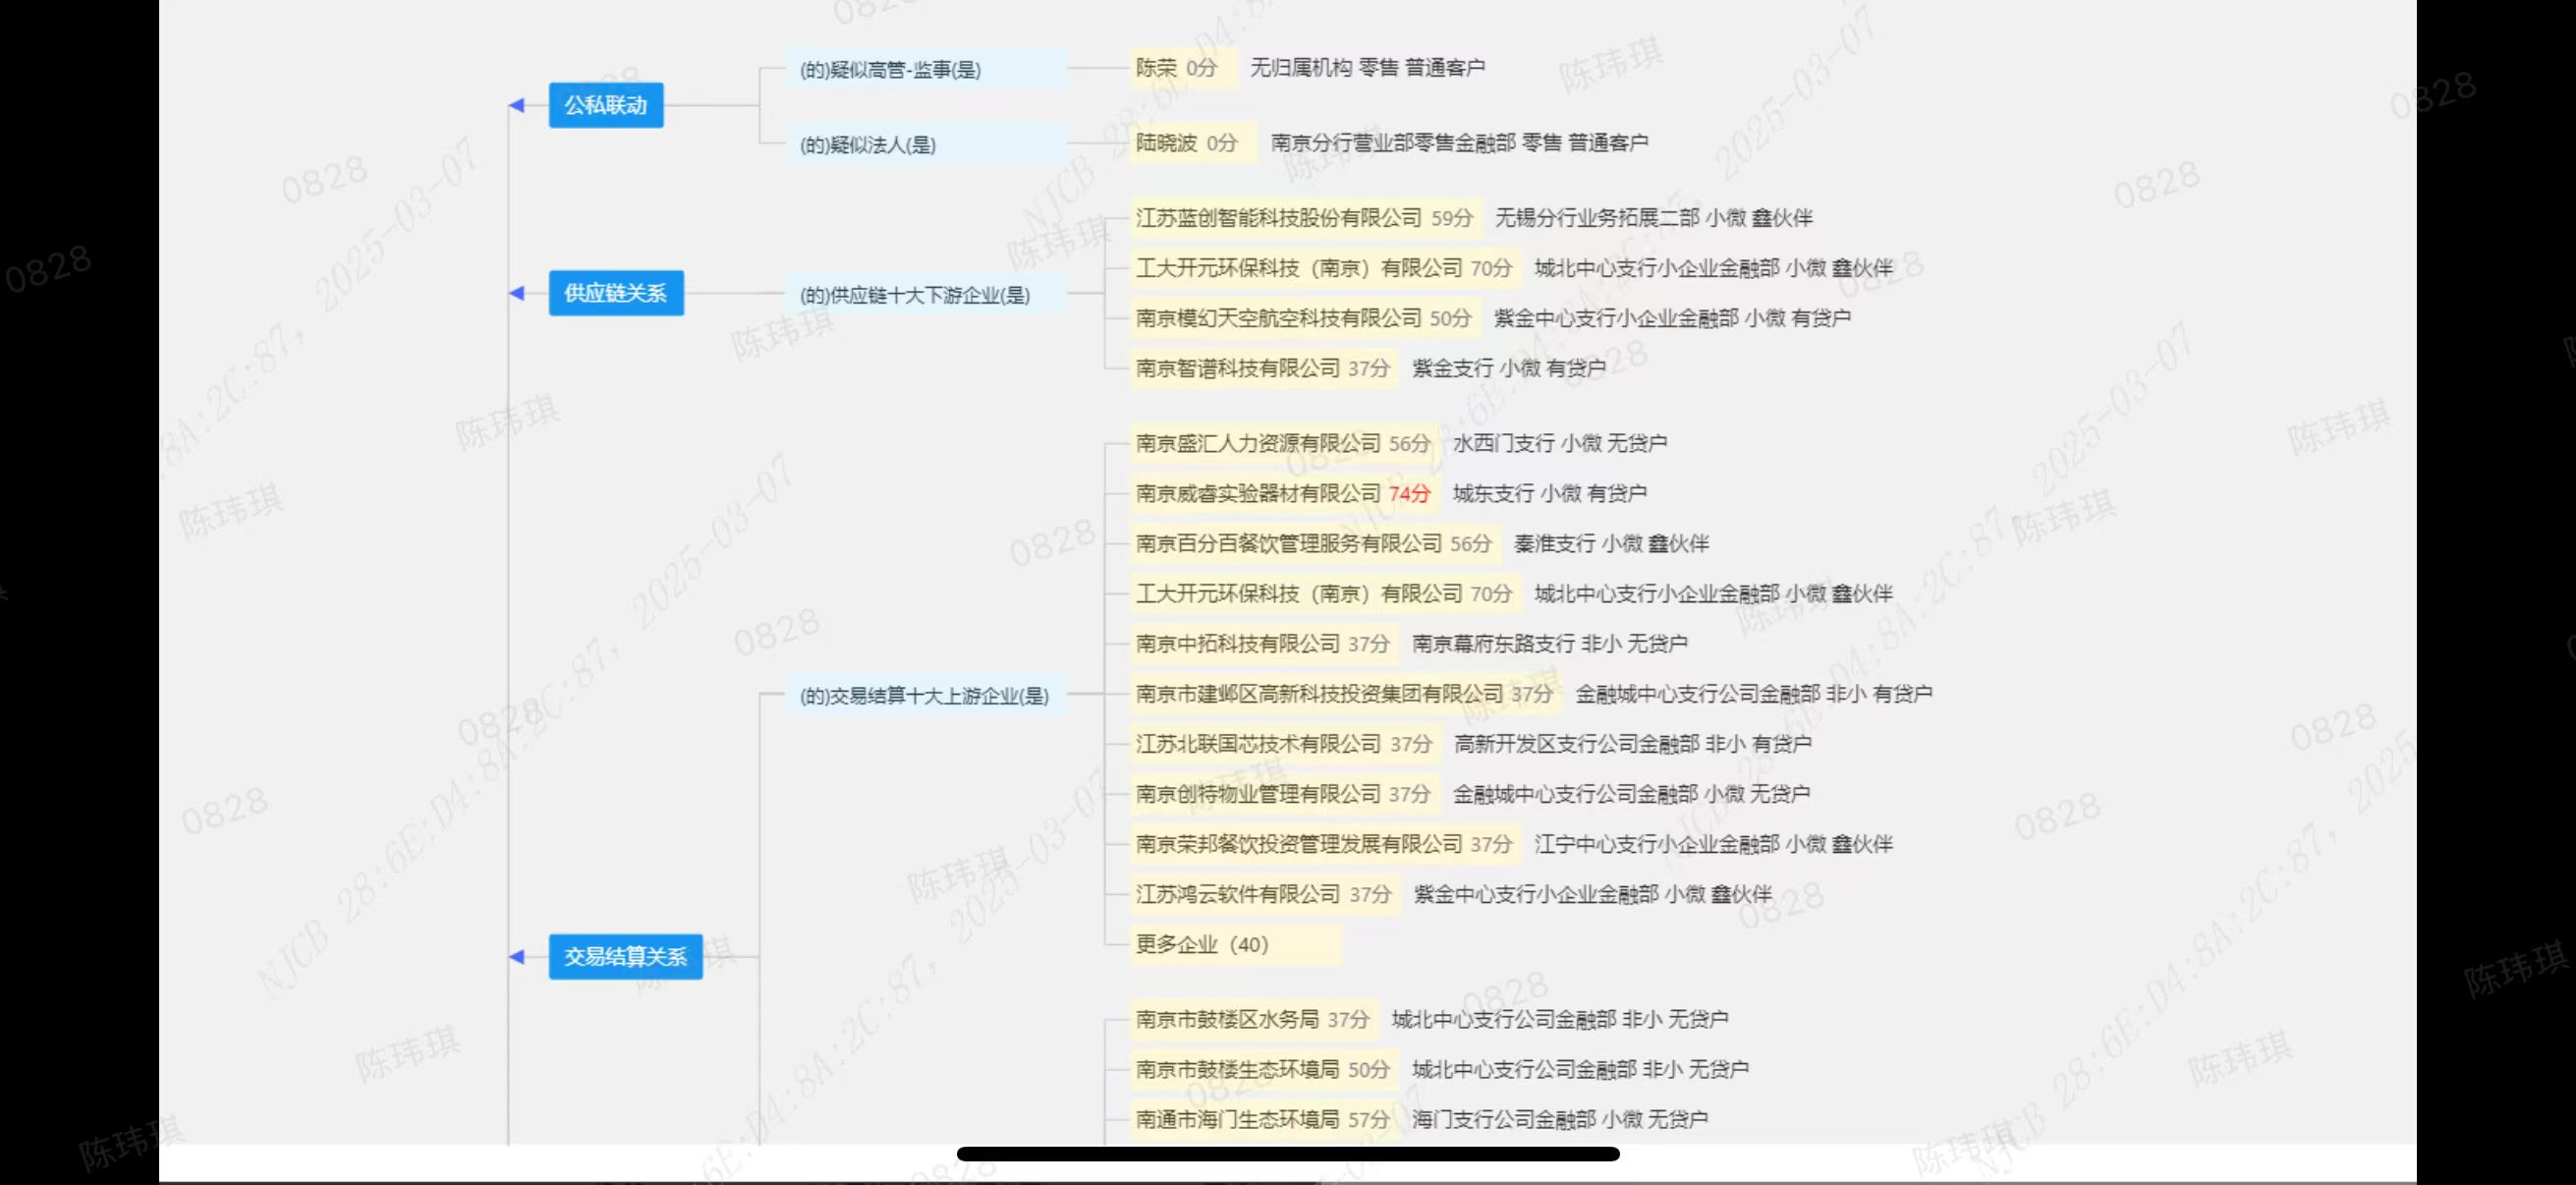 公私联动
(的)疑似高管-监事(是)
陈荣 0分 无归属机构 零售 普通客户
(的)疑似法人(是)
陆晓波 0分 南京分行营业部零售金融部 零售 普通客户
供应链关系
(的)供应链十大下游企业(是)
江苏蓝创智能科技股份有限公司 59分 无锡分行业务拓展二部 小微 鑫伙伴
工大开元环保科技（南京）有限公司 70分 城北中心支行小企业金融部 小微 鑫伙伴
南京模幻天空航空科技有限公司 50分 紫金中心支行小企业金融部 小微 有贷户
南京智谱科技有限公司 37分 紫金支行 小微 有贷户
交易结算关系
(的)交易结算十大上游企业(是)
南京盛汇人力资源有限公司 56分 水西门支行 小微 无贷户
南京威睿实验器材有限公司 74分 城东支行 小微 有贷户
南京百分百餐饮管理服务有限公司 56分 秦淮支行 小微 鑫伙伴
工大开元环保科技（南京）有限公司 70分 城北中心支行小企业金融部 小微 鑫伙伴
南京中拓科技有限公司 37分 南京幕府东路支行 非小 无贷户
南京市建邺区高新科技投资集团有限公司 37分 金融城中心支行公司金融部 非小 有贷户
江苏北联国芯技术有限公司 37分 高新开发区支行公司金融部 非小 有贷户
南京创特物业管理有限公司 37分 金融城中心支行公司金融部 小微 无贷户
南京荣邦餐饮投资管理发展有限公司 37分 江宁中心支行小企业金融部 小微 鑫伙伴
江苏鸿云软件有限公司 37分 紫金中心支行小企业金融部 小微 鑫伙伴
更多企业（40）
南京市鼓楼区水务局 37分 城北中心支行公司金融部 非小 无贷户
南京市鼓楼生态环境局 50分 城北中心支行公司金融部 非小 无贷户
南通市海门生态环境局 57分 海门支行公司金融部 小微 无贷户
陈玮琪
0828
NJCB 28:6E:D4:8A:2C:87, 2025-03-07